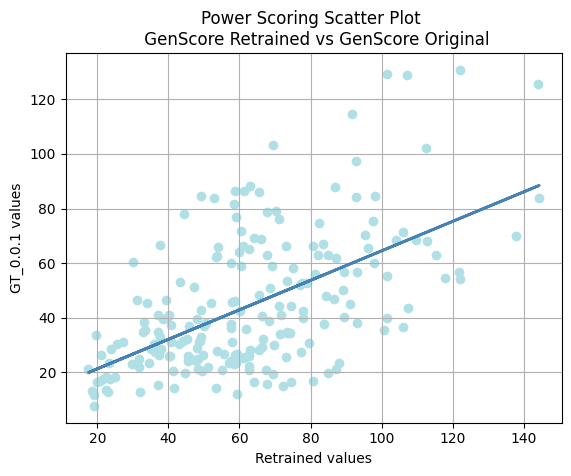 Power Scoring Scatter Plot
GenScore Retrained vs GenScore Original
GT_0.0.1 values
120
100
80
60
40
20
20 40 60 80 100 120 140
Retrained values